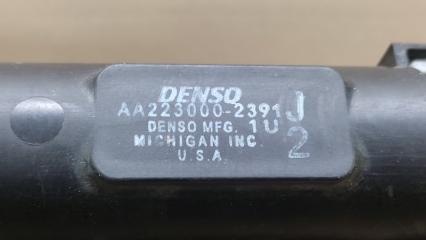 DENSO
AA223000-2391 J
DENSO MFG. 1U 2
MICHIGAN INC.
U.S.A.